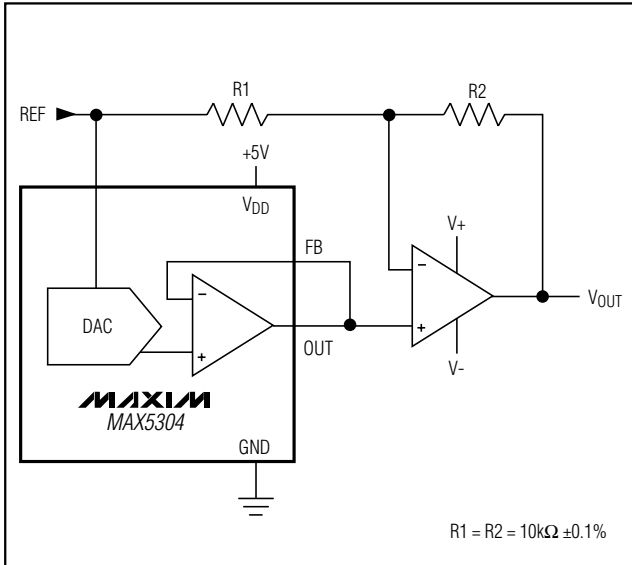 R1
R2
REF
+5V
VDD
FB
V+
−
−
DAC
VOUT
+
+
OUT
V-
MAXIM
MAX5304
GND
R1 = R2 = 10kΩ ±0.1%